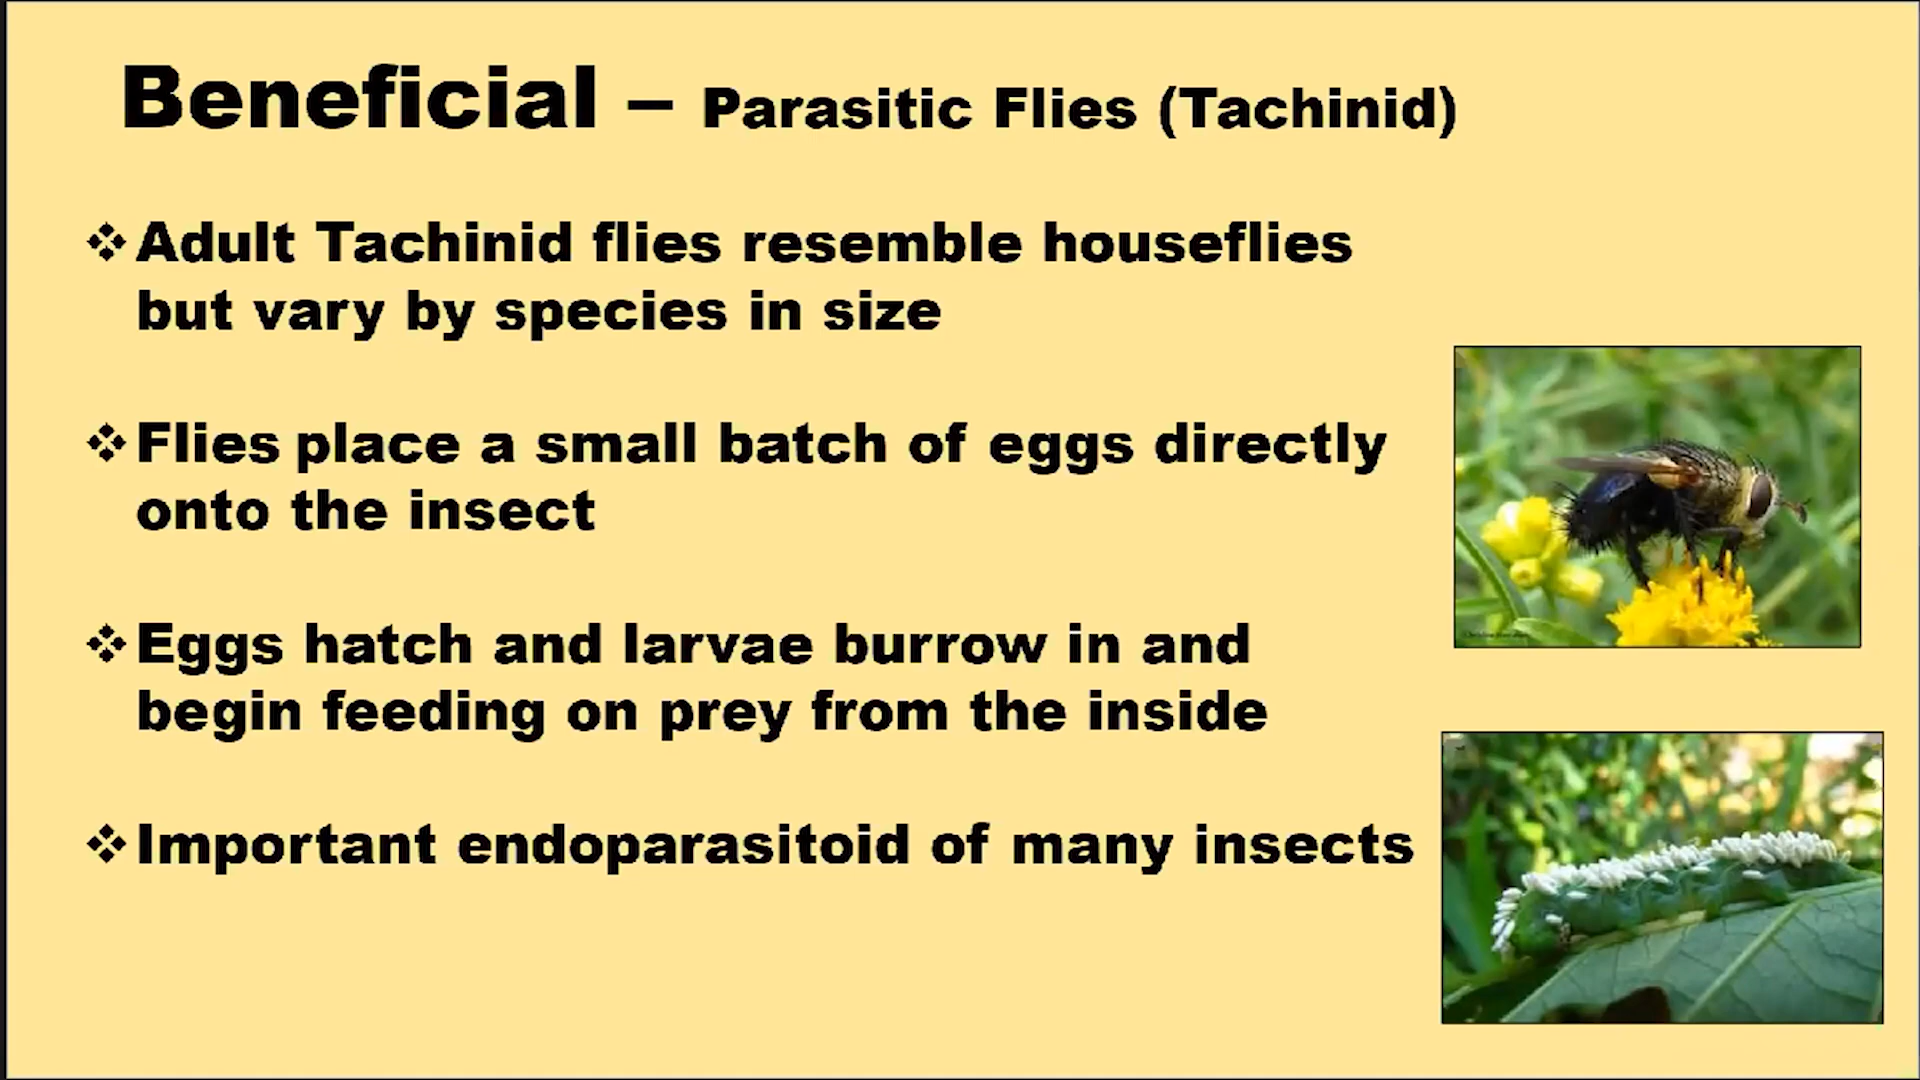 Beneficial – Parasitic Flies (Tachinid)
❖Adult Tachinid flies resemble houseflies
but vary by species in size
❖Flies place a small batch of eggs directly
onto the insect
❖Eggs hatch and larvae burrow in and
begin feeding on prey from the inside
❖Important endoparasitoid of many insects